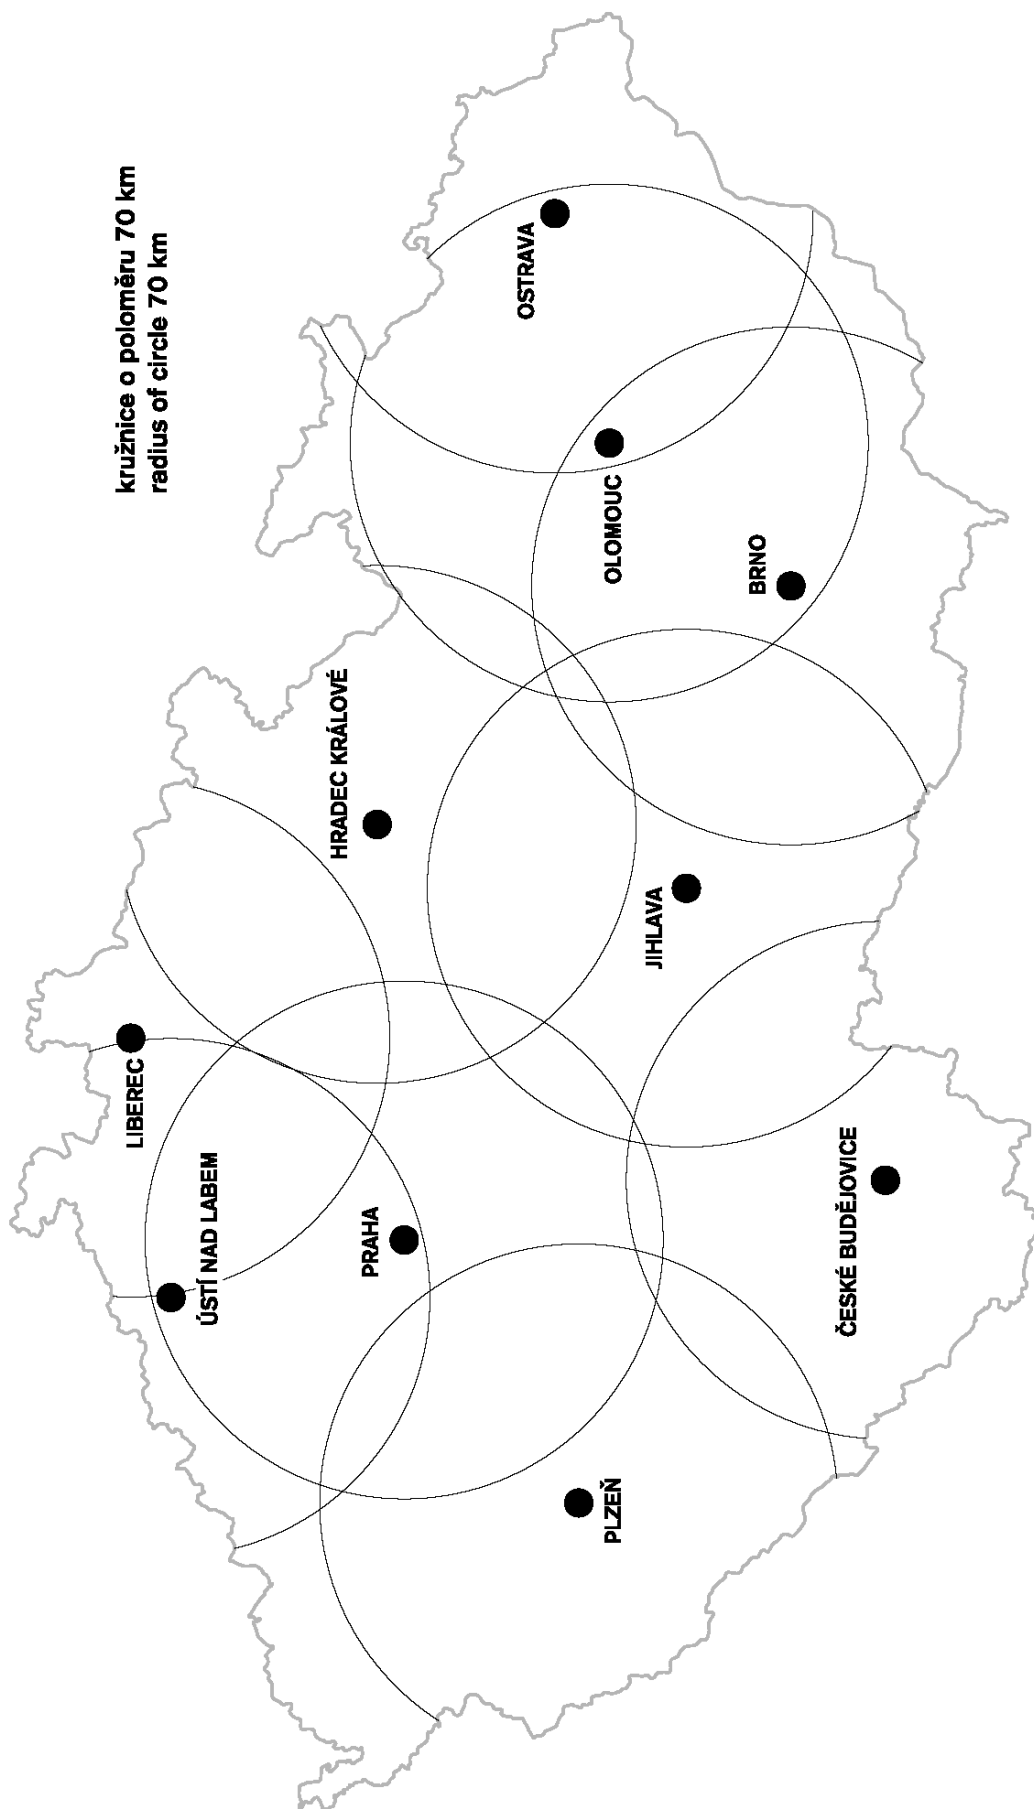 kružnice o poloměru 70 km
radius of circle 70 km
LIBEREC
ÚSTÍ NAD LABEM
HRADEC KRÁLOVÉ
PRAHA
OSTRAVA
OLOMOUC
PLZEŇ
JIHLAVA
BRNO
ČESKÉ BUDĚJOVICE